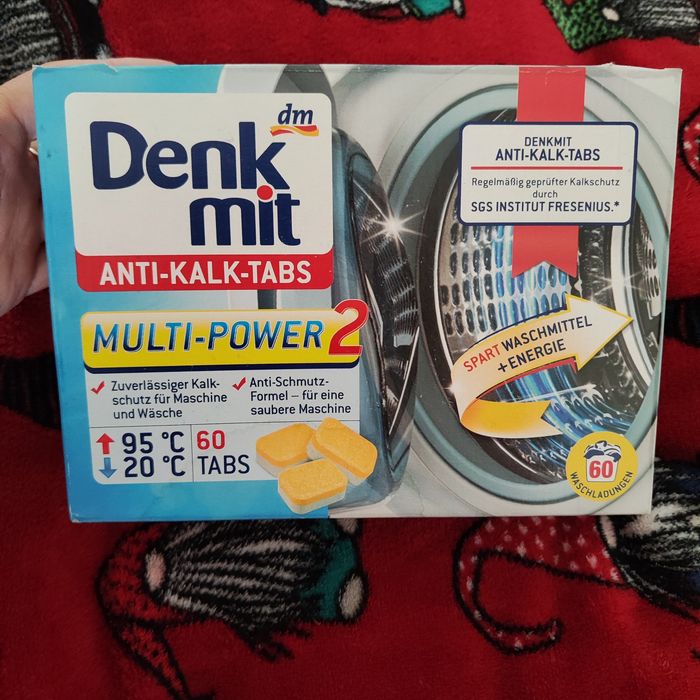 dm
Denk
mit
ANTI-KALK-TABS
MULTI-POWER 2
Zuverlässiger Kalk-
schutz für Maschine
und Wäsche
Anti-Schmutz-
Formel – für eine
saubere Maschine
95 °C
20 °C
60
TABS
DENKMIT
ANTI-KALK-TABS
Regelmäßig geprüfter Kalkschutz
durch
SGS INSTITUT FRESENIUS.*
SPART WASCHMITTEL
+ ENERGIE
60
WASCHLADUNGEN